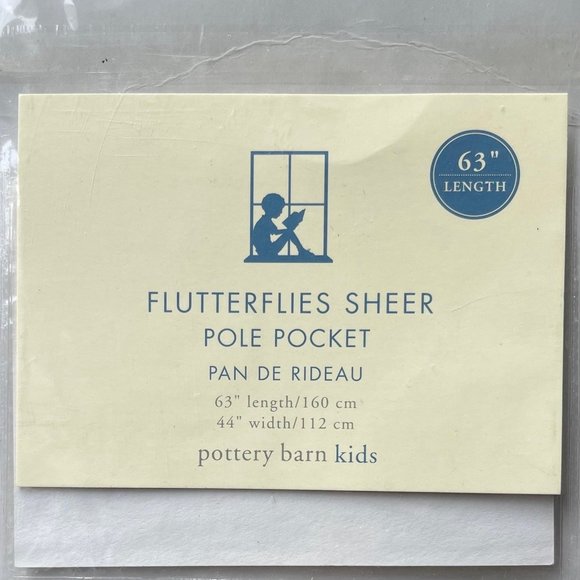 63"
LENGTH
FLUTTERFLIES SHEER
POLE POCKET
PAN DE RIDEAU
63" length/160 cm
44" width/112 cm
pottery barn kids